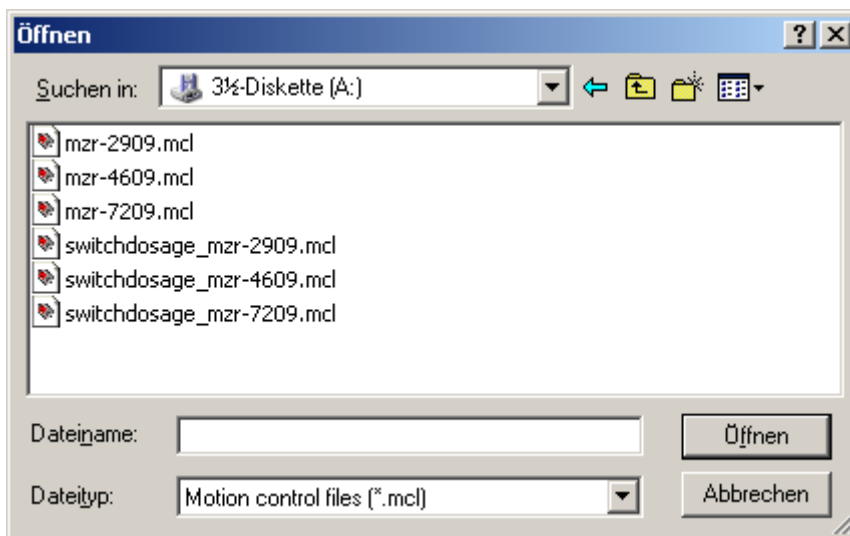 Öffnen
Suchen in: 3½-Diskette (A:)
mzr-2909.mcl
mzr-4609.mcl
mzr-7209.mcl
switchdosage_mzr-2909.mcl
switchdosage_mzr-4609.mcl
switchdosage_mzr-7209.mcl
Dateiname: Öffnen
Dateityp: Motion control files (*.mcl) Abbrechen